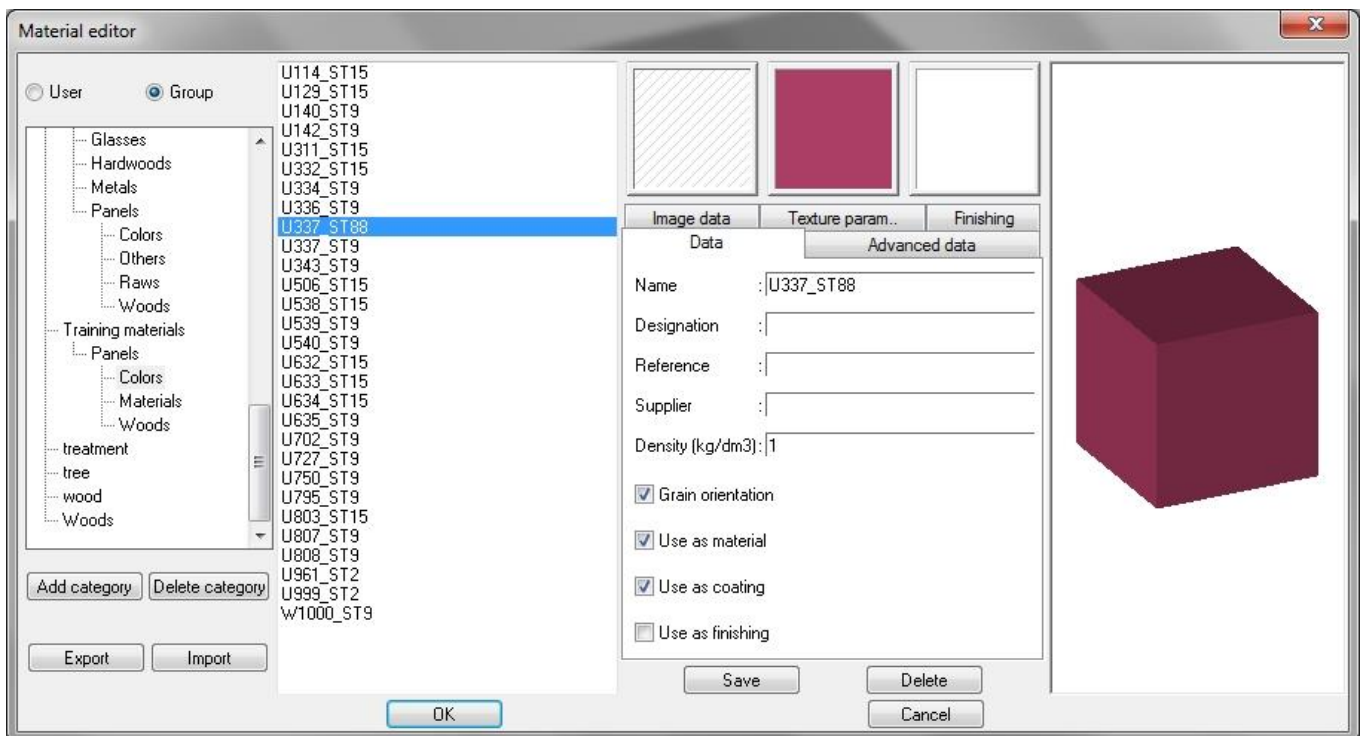 Material editor
User
Group
Glasses
Hardwoods
Metals
Panels
Colors
Others
Raws
Woods
Training materials
Panels
Colors
Materials
Woods
treatment
tree
wood
Woods
Add category
Delete category
Export
Import
U114_ST15
U129_ST15
U140_ST9
U142_ST9
U311_ST15
U332_ST15
U334_ST9
U336_ST9
U337_ST88
U337_ST9
U343_ST9
U506_ST15
U538_ST15
U539_ST9
U540_ST9
U632_ST15
U633_ST15
U634_ST15
U635_ST9
U702_ST9
U727_ST9
U750_ST9
U795_ST9
U803_ST15
U807_ST9
U808_ST9
U961_ST2
U999_ST2
W1000_ST9
Image data
Texture param..
Finishing
Data
Advanced data
Name : U337_ST88
Designation :
Reference :
Supplier :
Density (kg/dm3): 1
Grain orientation
Use as material
Use as coating
Use as finishing
Save
Delete
OK
Cancel